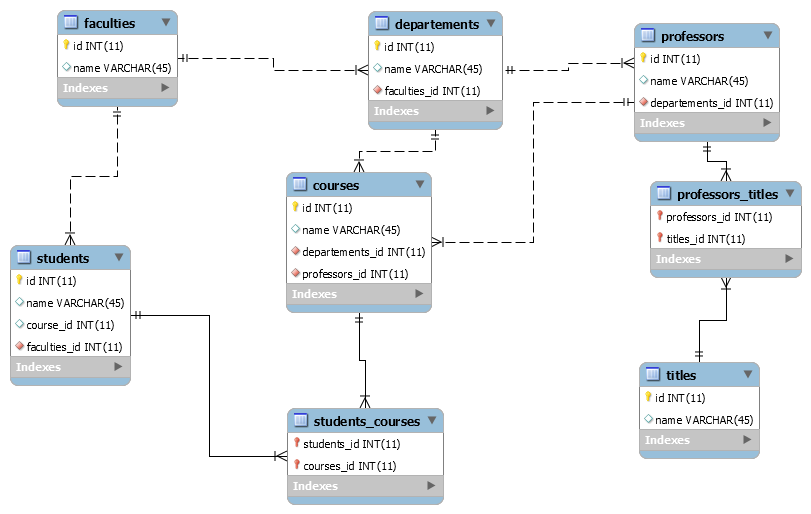 faculties
id INT(11)
name VARCHAR(45)
Indexes
departements
id INT(11)
name VARCHAR(45)
faculties_id INT(11)
Indexes
professors
id INT(11)
name VARCHAR(45)
departements_id INT(11)
Indexes
courses
id INT(11)
name VARCHAR(45)
departements_id INT(11)
professors_id INT(11)
Indexes
professors_titles
professors_id INT(11)
titles_id INT(11)
Indexes
students
id INT(11)
name VARCHAR(45)
course_id INT(11)
faculties_id INT(11)
Indexes
titles
id INT(11)
name VARCHAR(45)
Indexes
students_courses
students_id INT(11)
courses_id INT(11)
Indexes